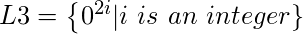 L3 = {0^{2i}|i is an integer}